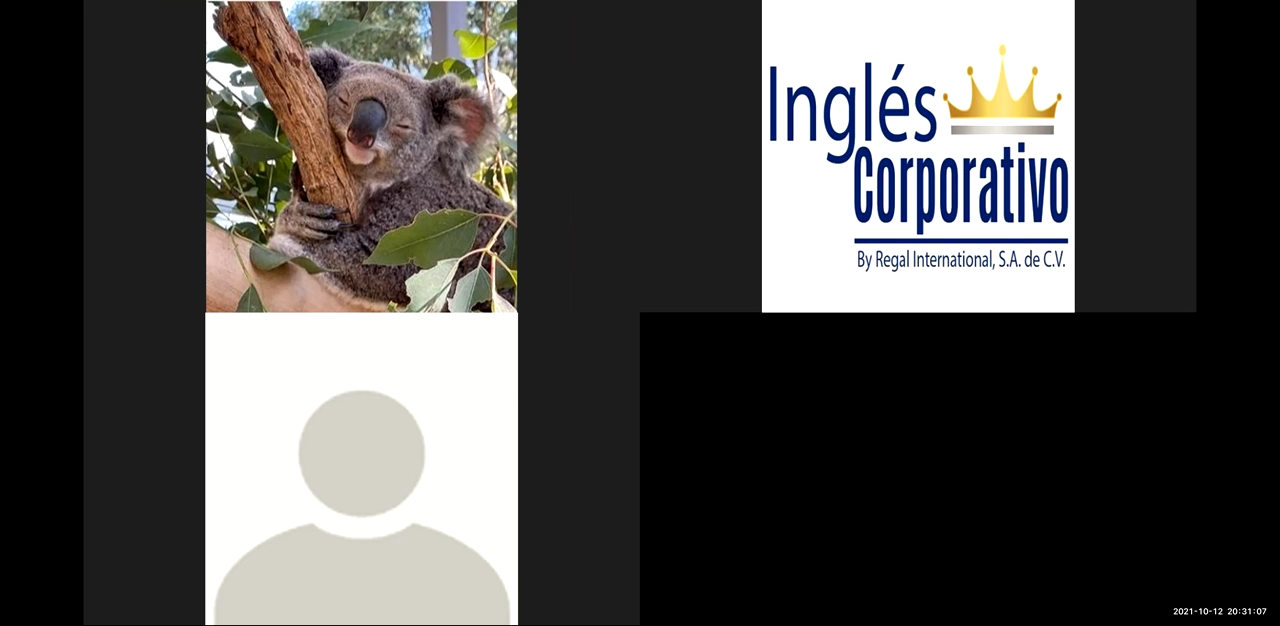 Inglés
Corporativo
By Regal International, S.A. de C.V.
2021-10-12 20:31:07